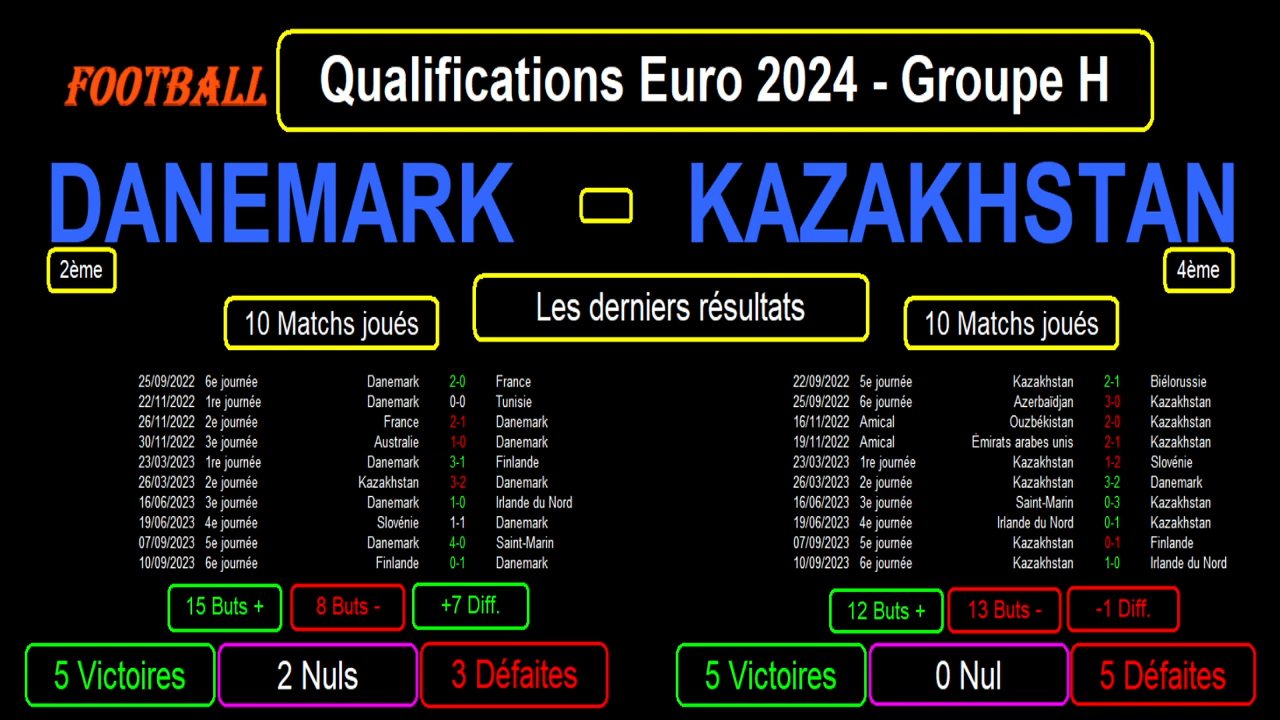 FOOTBALL
Qualifications Euro 2024 - Groupe H
DANEMARK
KAZAKHSTAN
2ème
4ème
Les derniers résultats
10 Matchs joués
10 Matchs joués
25/09/2022 6e journée Danemark 2-0 France
22/11/2022 1re journée Danemark 0-0 Tunisie
26/11/2022 2e journée France 2-1 Danemark
30/11/2022 3e journée Australie 1-0 Danemark
23/03/2023 1re journée Danemark 3-1 Finlande
26/03/2023 2e journée Kazakhstan 3-2 Danemark
16/06/2023 3e journée Danemark 1-0 Irlande du Nord
19/06/2023 4e journée Slovénie 1-1 Danemark
07/09/2023 5e journée Danemark 4-0 Saint-Marin
10/09/2023 6e journée Finlande 0-1 Danemark
15 Buts +
8 Buts -
+7 Diff.
5 Victoires
2 Nuls
3 Défaites
22/09/2022 5e journée Kazakhstan 2-1 Biélorussie
25/09/2022 6e journée Azerbaïdjan 3-0 Kazakhstan
16/11/2022 Amical Ouzbékistan 2-0 Kazakhstan
19/11/2022 Amical Émirats arabes unis 2-1 Kazakhstan
23/03/2023 1re journée Kazakhstan 1-2 Slovénie
26/03/2023 2e journée Kazakhstan 3-2 Danemark
16/06/2023 3e journée Saint-Marin 0-3 Kazakhstan
19/06/2023 4e journée Irlande du Nord 0-1 Kazakhstan
07/09/2023 5e journée Kazakhstan 0-1 Finlande
10/09/2023 6e journée Kazakhstan 1-0 Irlande du Nord
12 Buts +
13 Buts -
-1 Diff.
5 Victoires
0 Nul
5 Défaites